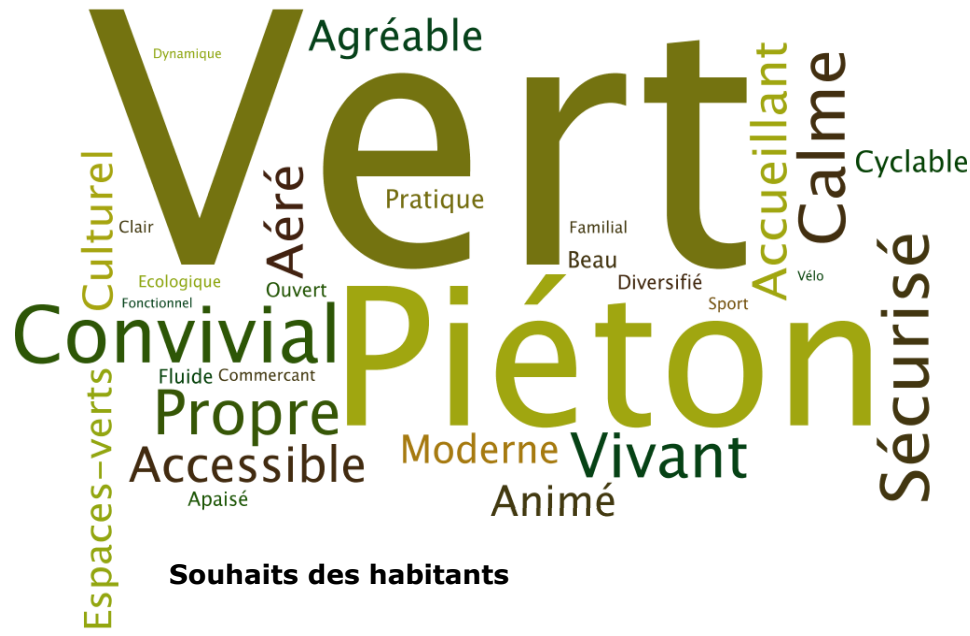 Vert
Dynamique
Agréable
Accueillant
Calme
Cyclable
Culturel
Aéré
Pratique
Clair
Familial
Beau
Ecologique
Ouvert
Diversifié
Vélo
Fonctionnel
Sport
Sécurisé
Convivial
Piéton
Fluide
Commercant
Espaces-verts
Propre
Accessible
Moderne
Vivant
Apaisé
Animé
Souhaits des habitants